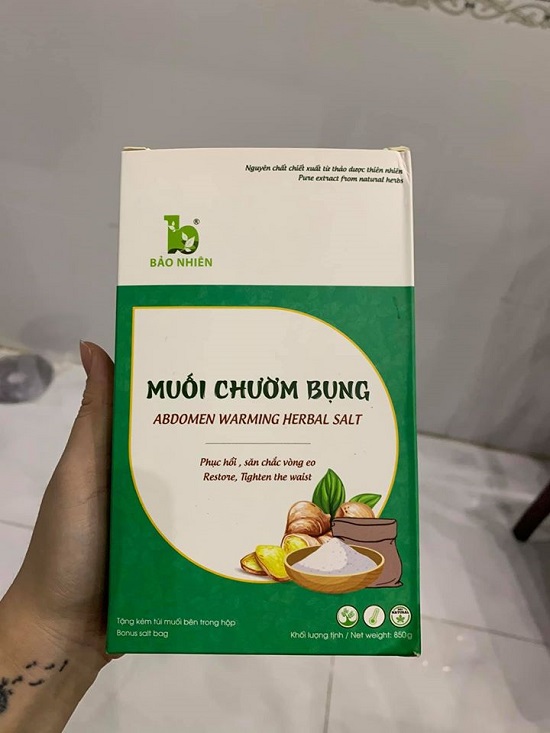 Nguyên chất chiết xuất từ thảo dược thiên nhiên
Pure extract from natural herbs
b®
BẢO NHIÊN
MUỐI CHƯỜM BỤNG
ABDOMEN WARMING HERBAL SALT
Phục hồi , săn chắc vòng eo
Restore, Tighten the waist
Tặng kèm túi muối bên trong hộp
Bonus salt bag
NATURAL
Khối lượng tịnh / Net weight: 850g